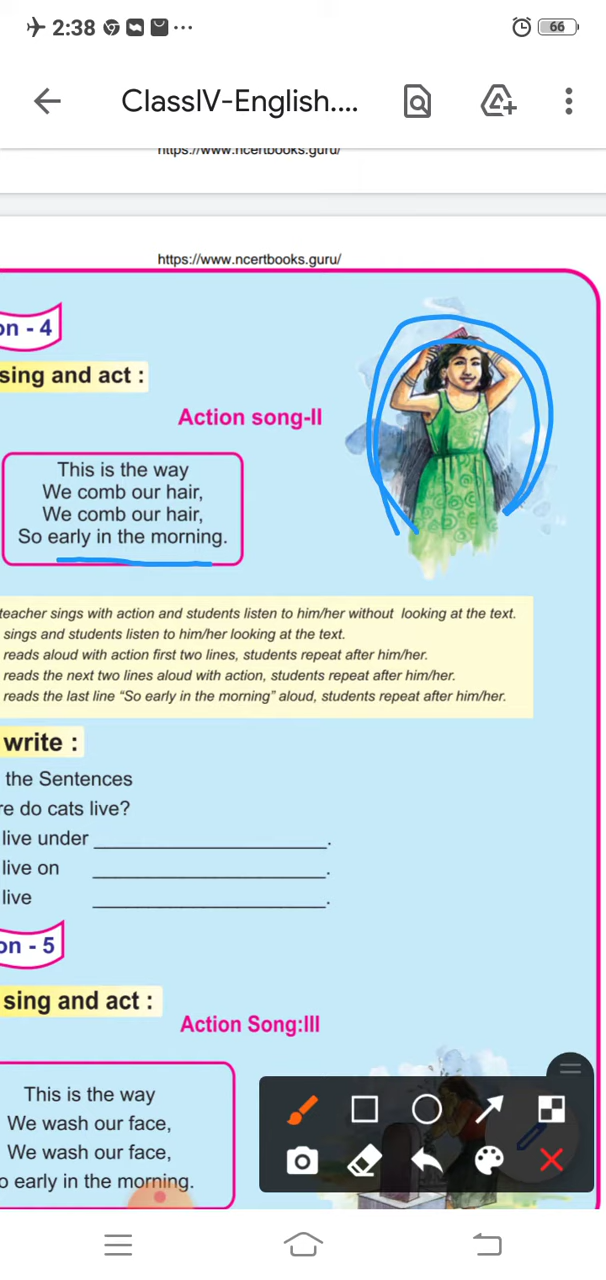 2:38
66
ClassIV-English....
https://www.ncertbooks.guru/
https://www.ncertbooks.guru/
on - 4
sing and act :
Action song-II
This is the way
We comb our hair,
We comb our hair,
So early in the morning.
teacher sings with action and students listen to him/her without looking at the text.
sings and students listen to him/her looking at the text.
reads aloud with action first two lines, students repeat after him/her.
reads the next two lines aloud with action, students repeat after him/her.
reads the last line “So early in the morning” aloud, students repeat after him/her.
write :
the Sentences
re do cats live?
live under ______________________.
live on ______________________.
live ______________________.
on - 5
sing and act :
Action Song:III
This is the way
We wash our face,
We wash our face,
o early in the morning.